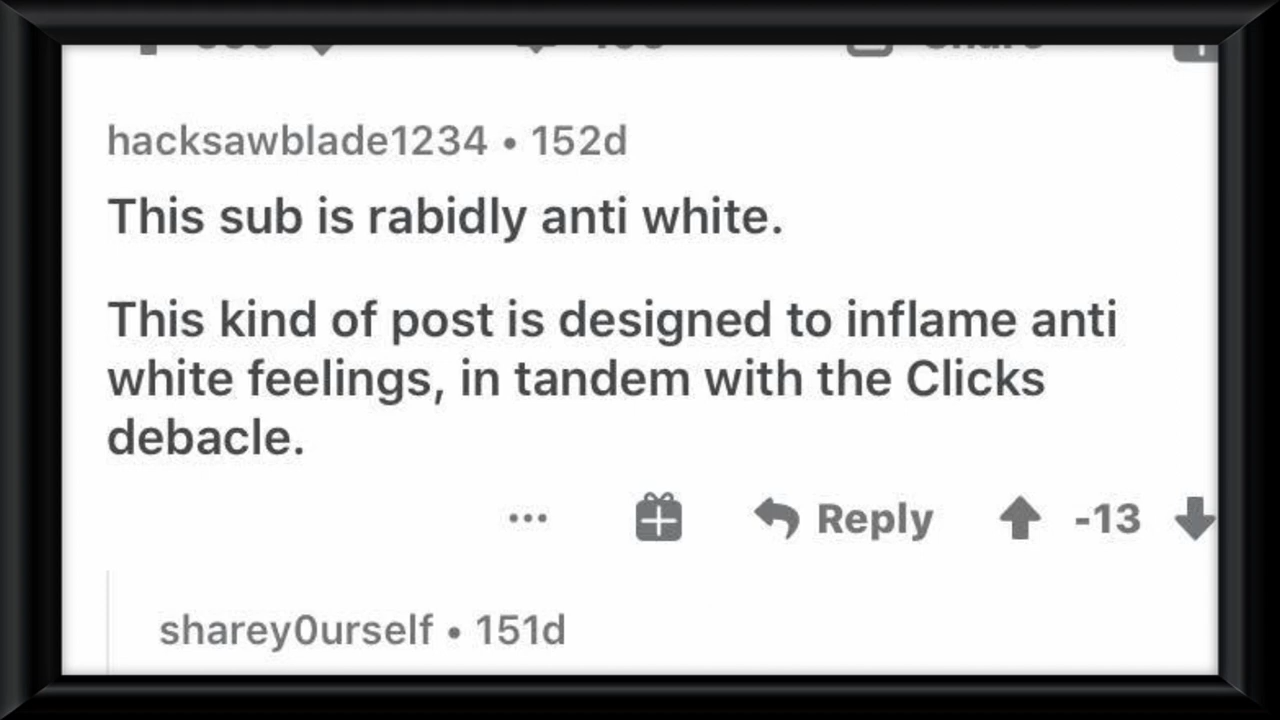 hacksawblade1234 • 152d
This sub is rabidly anti white.
This kind of post is designed to inflame anti
white feelings, in tandem with the Clicks
debacle.
... Reply -13
sharey0urself • 151d